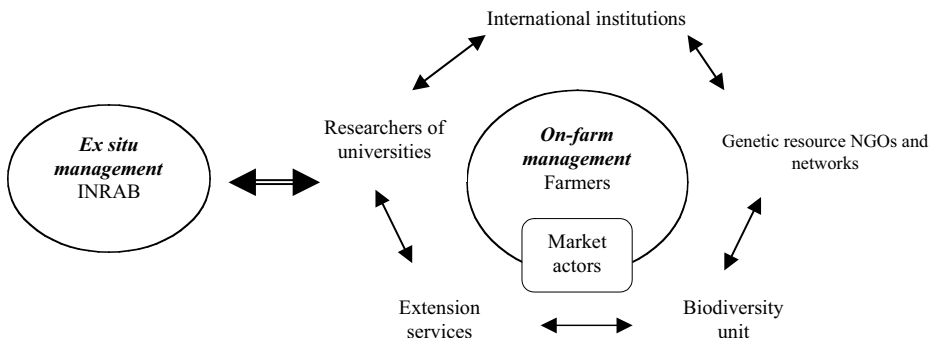 International institutions
Ex situ
management
INRAB
Researchers of
universities
On-farm
management
Farmers
Genetic resource NGOs and
networks
Market
actors
Extension
services
Biodiversity
unit